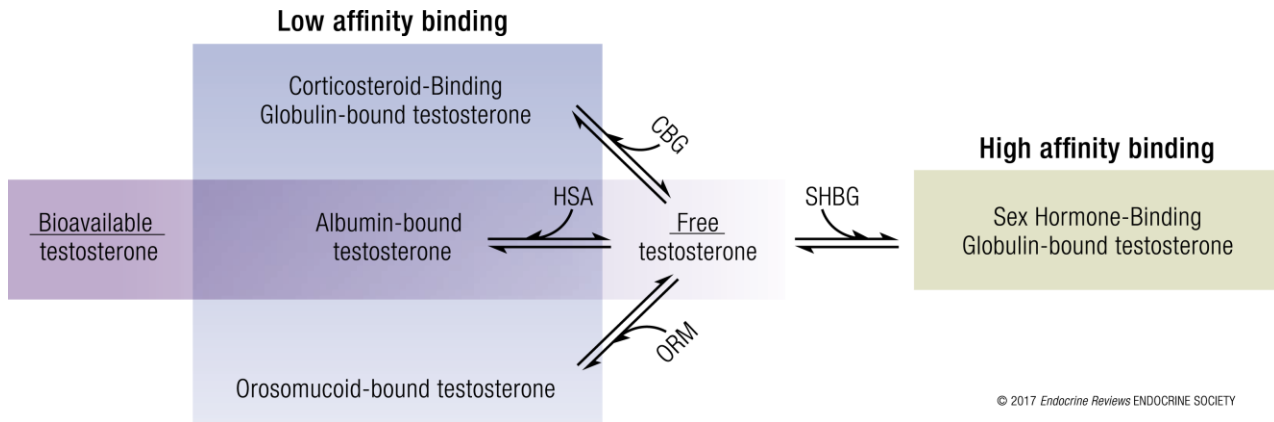 Low affinity binding
Corticosteroid-Binding
Globulin-bound testosterone
CBG
High affinity binding
Bioavailable
testosterone
Albumin-bound
testosterone
HSA
Free
testosterone
SHBG
Sex Hormone-Binding
Globulin-bound testosterone
ORM
Orosomucoid-bound testosterone
© 2017 Endocrine Reviews ENDOCRINE SOCIETY